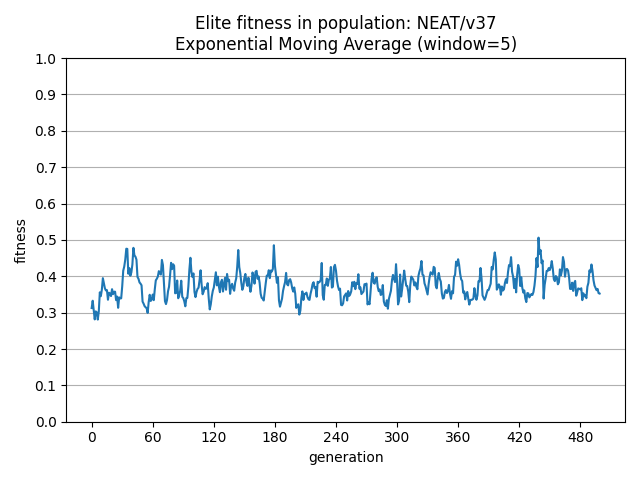 Elite fitness in population: NEAT/v37
Exponential Moving Average (window=5)
1.0
0.9
0.8
0.7
0.6
0.5
0.4
0.3
0.2
0.1
0.0
fitness
0 60 120 180 240 300 360 420 480
generation